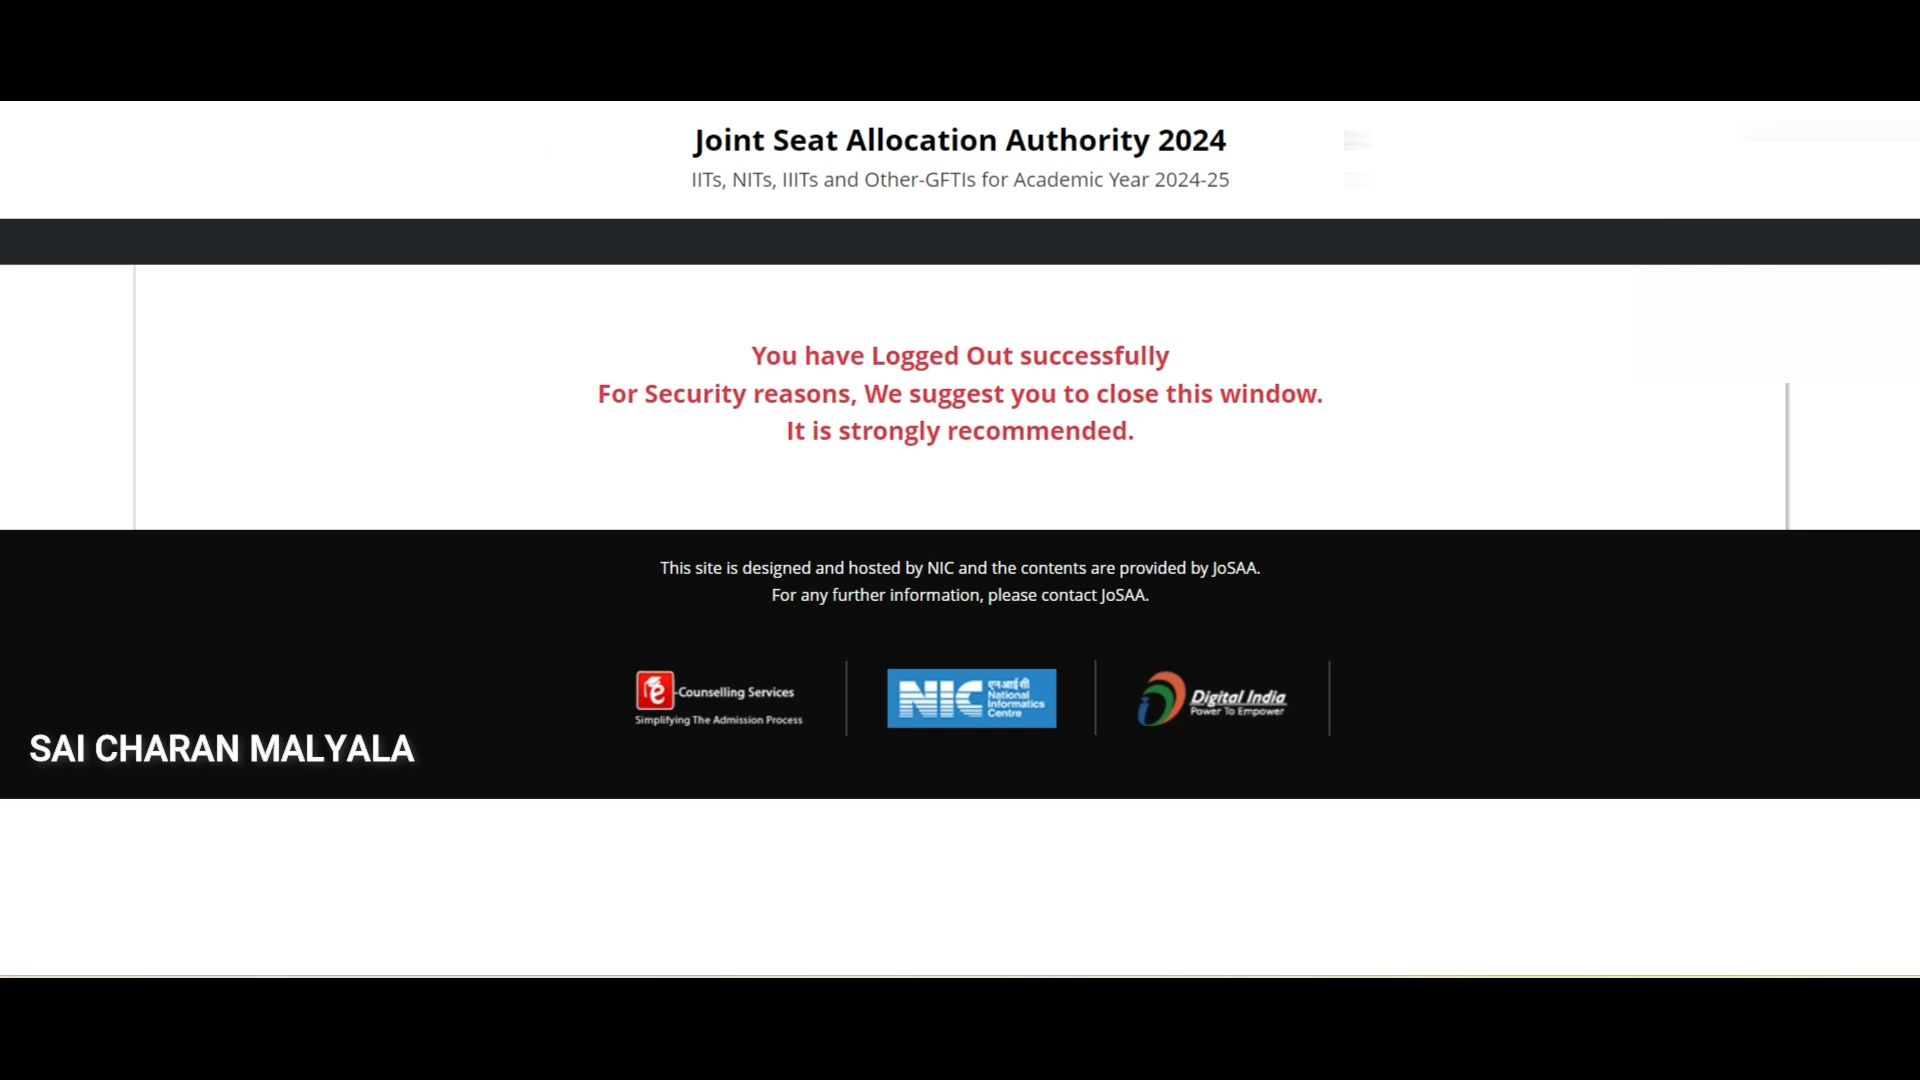 Joint Seat Allocation Authority 2024
IITs, NITs, IIITs and Other-GFTIs for Academic Year 2024-25
You have Logged Out successfully
For Security reasons, We suggest you to close this window.
It is strongly recommended.
This site is designed and hosted by NIC and the contents are provided by JoSAA.
For any further information, please contact JoSAA.
e-Counselling Services
Simplifying The Admission Process
NIC
एनआईसी
National
Informatics
Centre
Digital India
Power To Empower
SAI CHARAN MALYALA